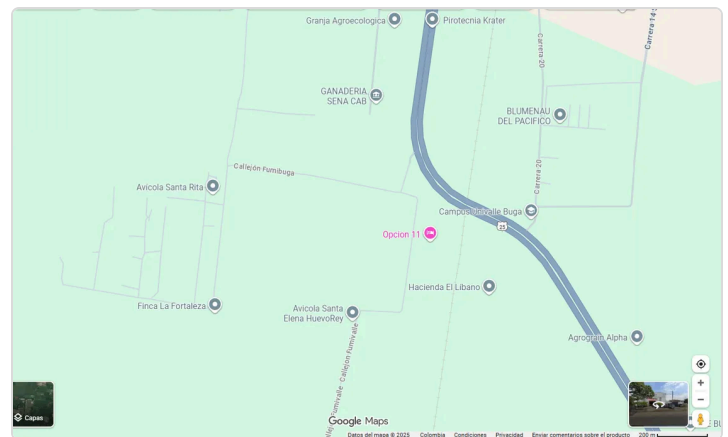 Granja Agroecologica
Pirotecnia Krater
Carrera 20
Carrera 14
GANADERIA
SENA CAB
BLUMENAU
DEL PACIFICO
Callejón Fumibuga
Avicola Santa Rita
Carrera 20
Campus Univalle Buga
25
Opcion 11
Hacienda El Libano
Finca La Fortaleza
Avicola Santa
Elena HuevoRey
Agrograin Alpha
Callejon Fumivalle
Capas
Google Maps
Datos del mapa © 2025 Colombia Condiciones Privacidad Enviar comentarios sobre el producto 200 m